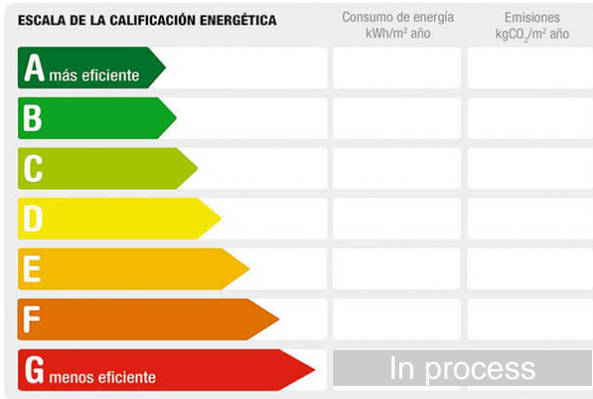 ESCALA DE LA CALIFICACIÓN ENERGÉTICA
Consumo de energía
kWh/m² año
Emisiones
kgCO₂/m² año
A más eficiente
B
C
D
E
F
G menos eficiente
In process